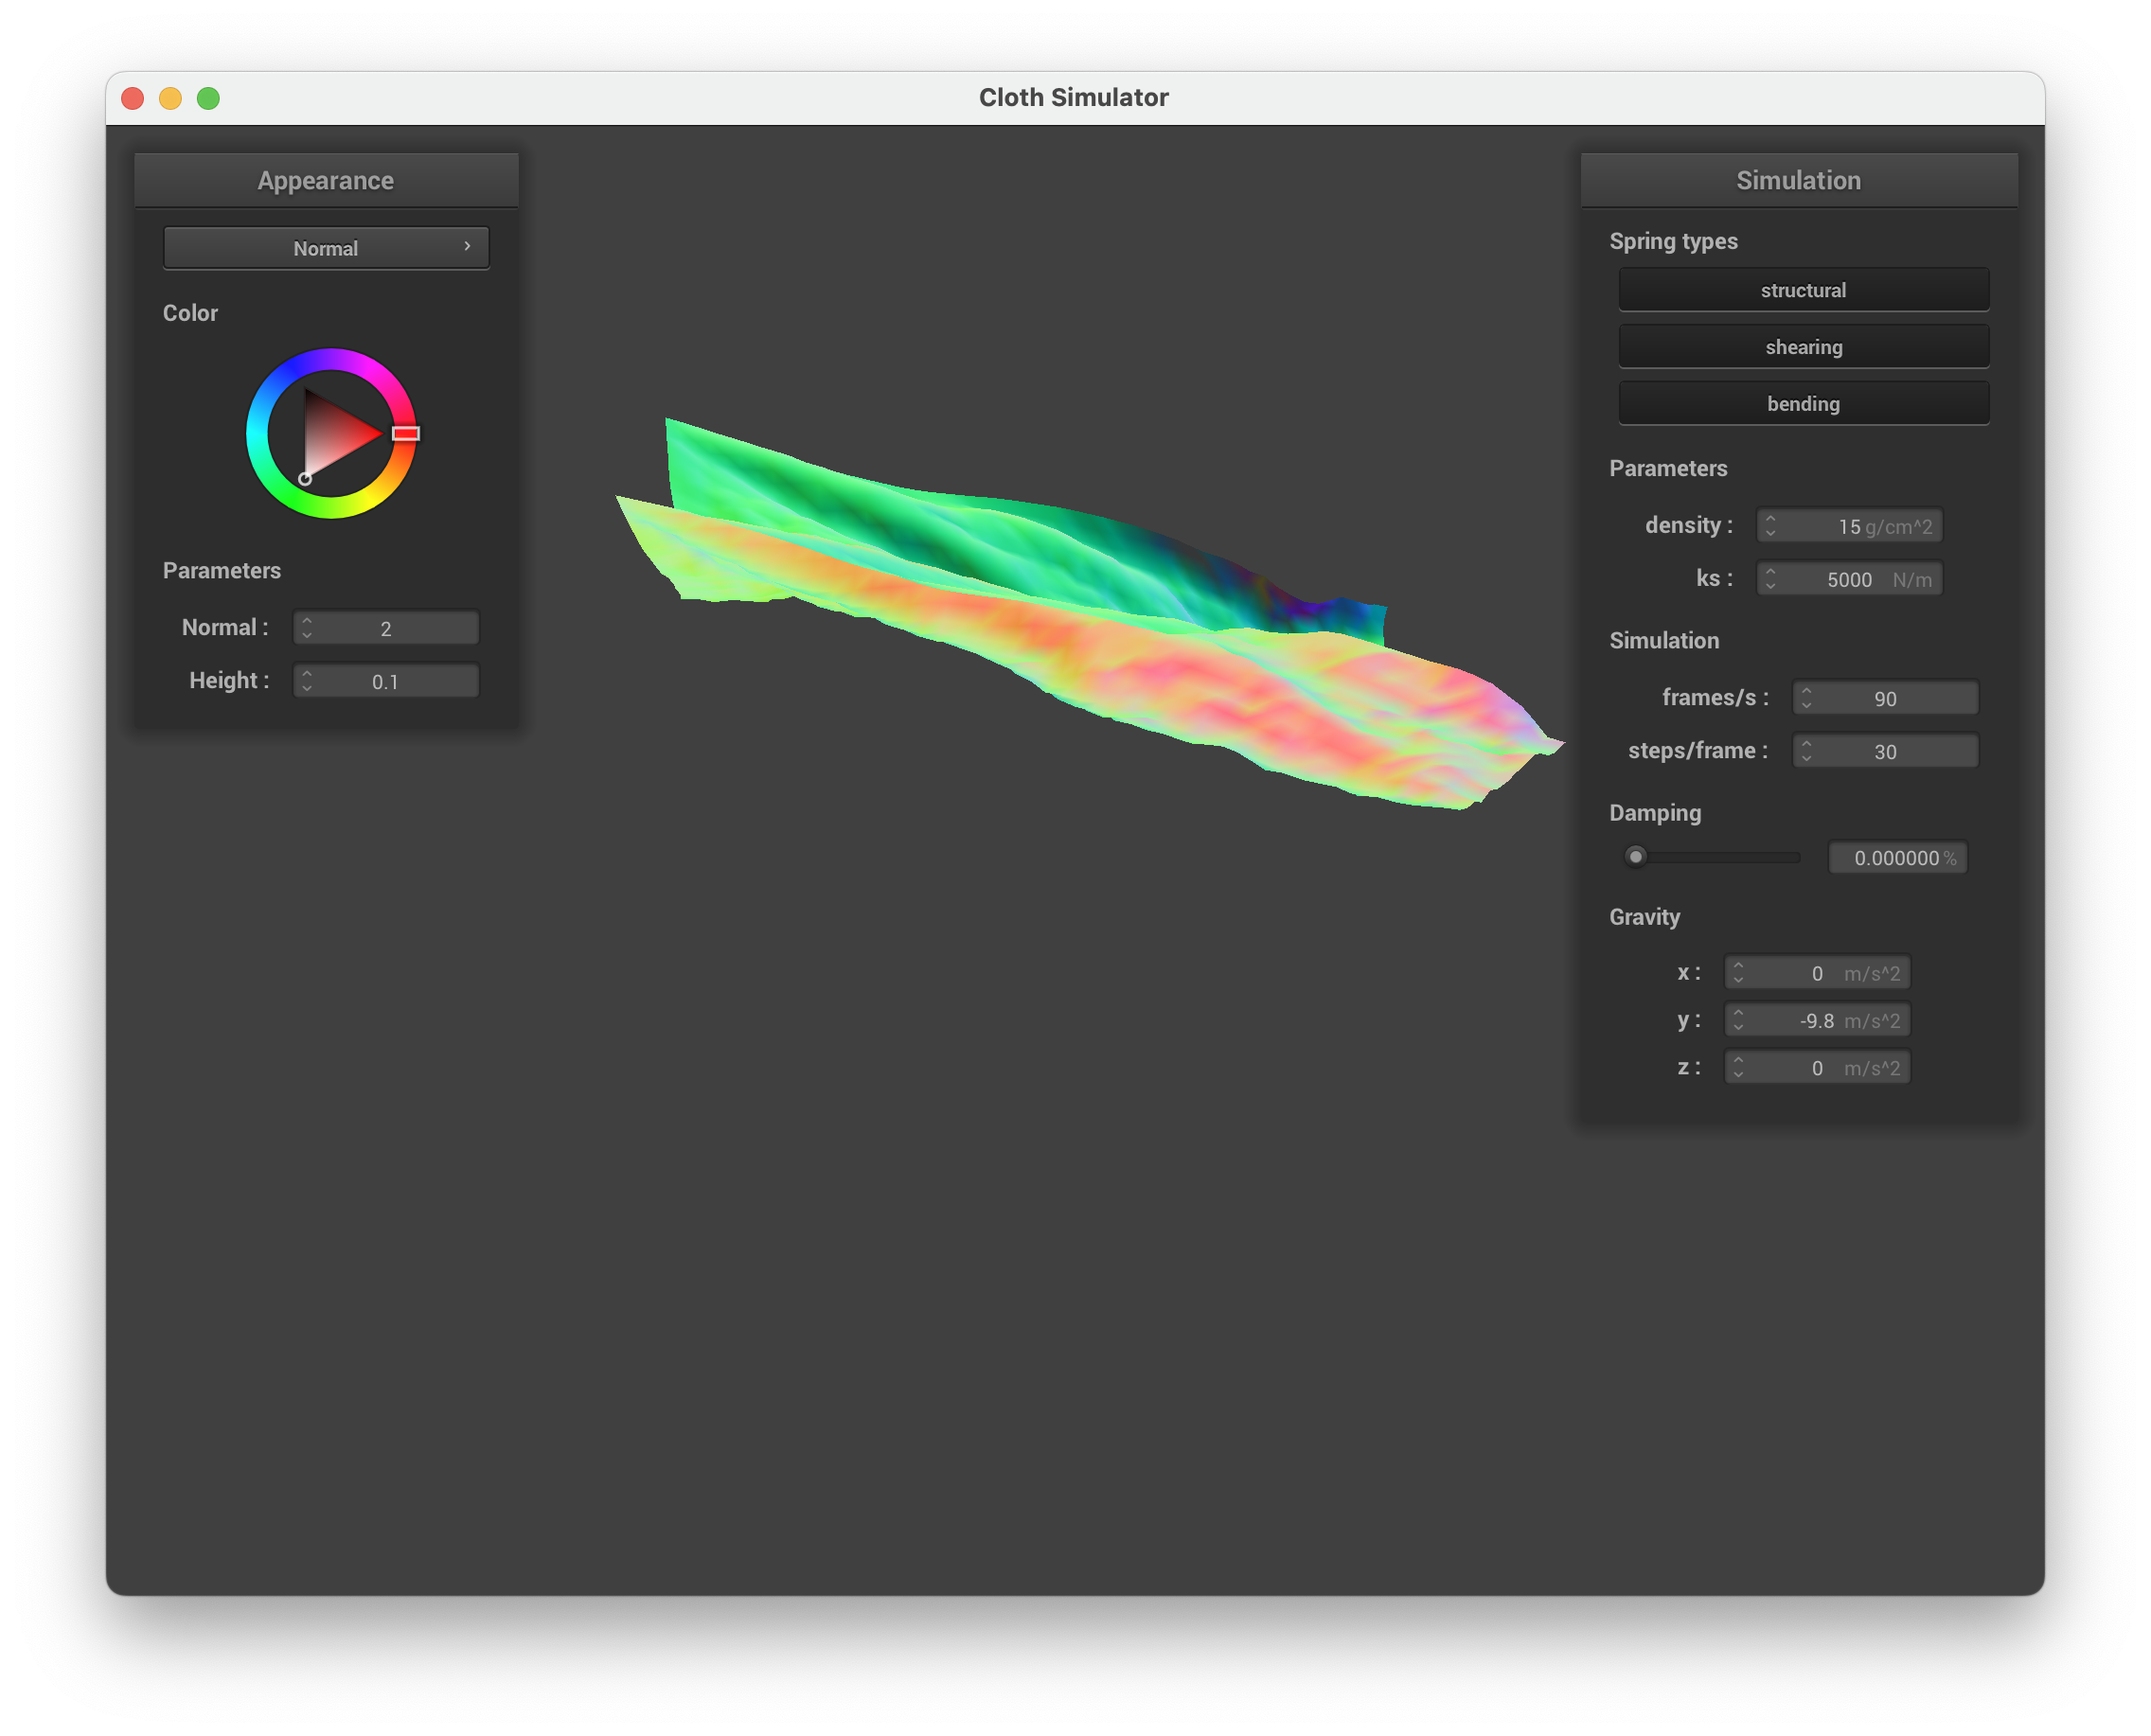 Cloth Simulator
Appearance
Normal
Color
Parameters
Normal : 2
Height : 0.1
Simulation
Spring types
structural
shearing
bending
Parameters
density : 15 g/cm^2
ks : 5000 N/m
Simulation
frames/s : 90
steps/frame : 30
Damping
0.000000 %
Gravity
x : 0 m/s^2
y : -9.8 m/s^2
z : 0 m/s^2